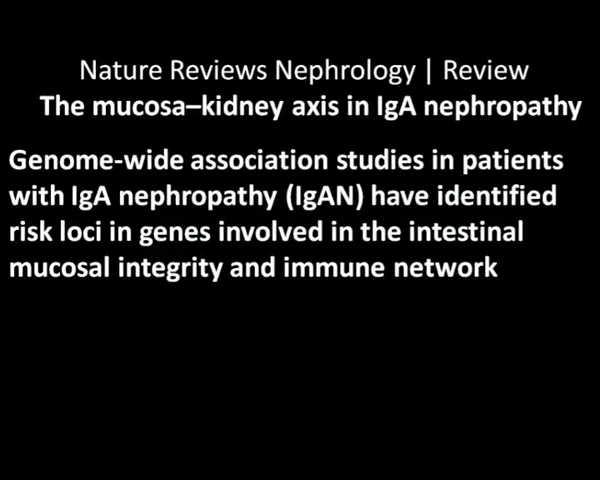 Nature Reviews Nephrology | Review
The mucosa–kidney axis in IgA nephropathy
Genome-wide association studies in patients
with IgA nephropathy (IgAN) have identified
risk loci in genes involved in the intestinal
mucosal integrity and immune network